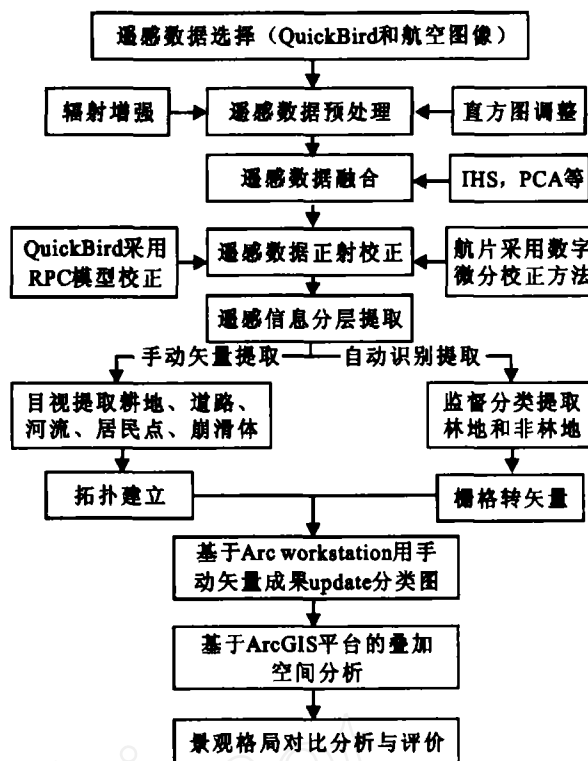 遥感数据选择（QuickBird和航空图像）
辐射增强
遥感数据预处理
直方图调整
遥感数据融合
IHS，PCA等
QuickBird采用
RPC模型校正
遥感数据正射校正
航片采用数字
微分校正方法
遥感信息分层提取
手动矢量提取
自动识别提取
目视提取耕地、道路、
河流、居民点、崩滑体
监督分类提取
林地和非林地
拓扑建立
栅格转矢量
基于Arc workstation用手
动矢量成果update分类图
基于ArcGIS平台的叠加
空间分析
景观格局对比分析与评价